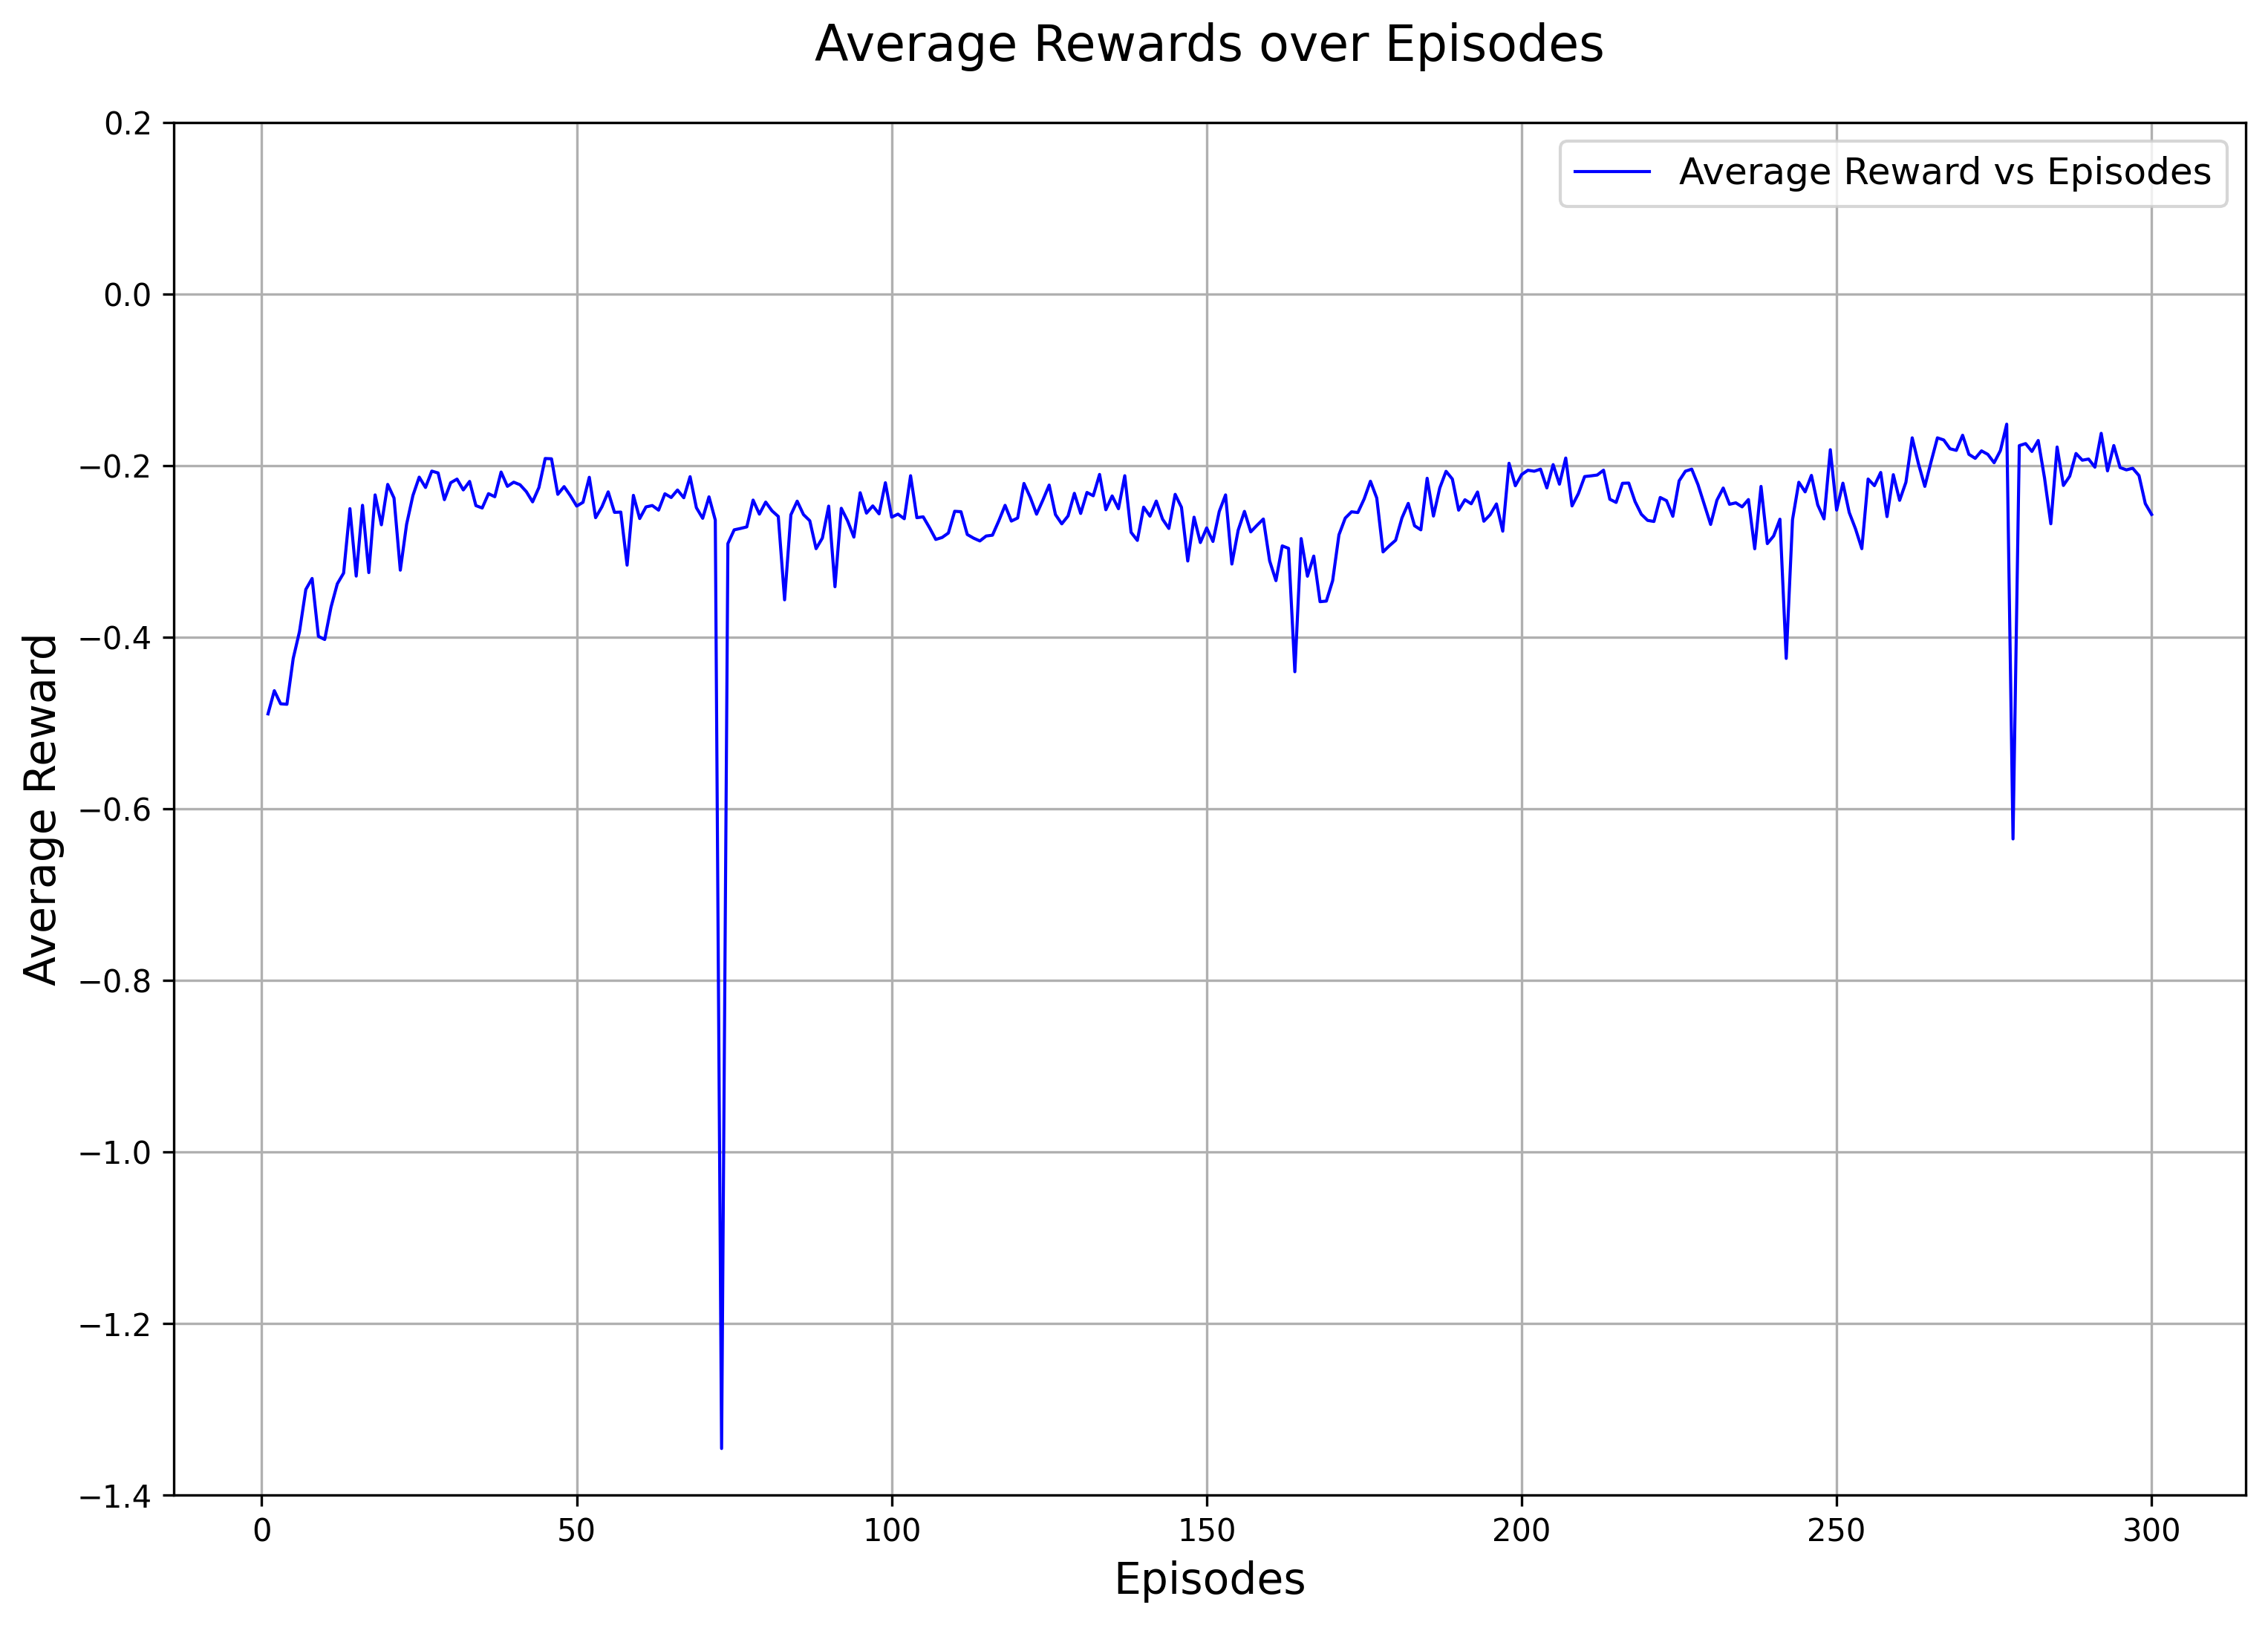 Average Rewards over Episodes
Average Reward vs Episodes
0.2
0.0
−0.2
−0.4
−0.6
−0.8
−1.0
−1.2
−1.4
Average Reward
0 50 100 150 200 250 300
Episodes